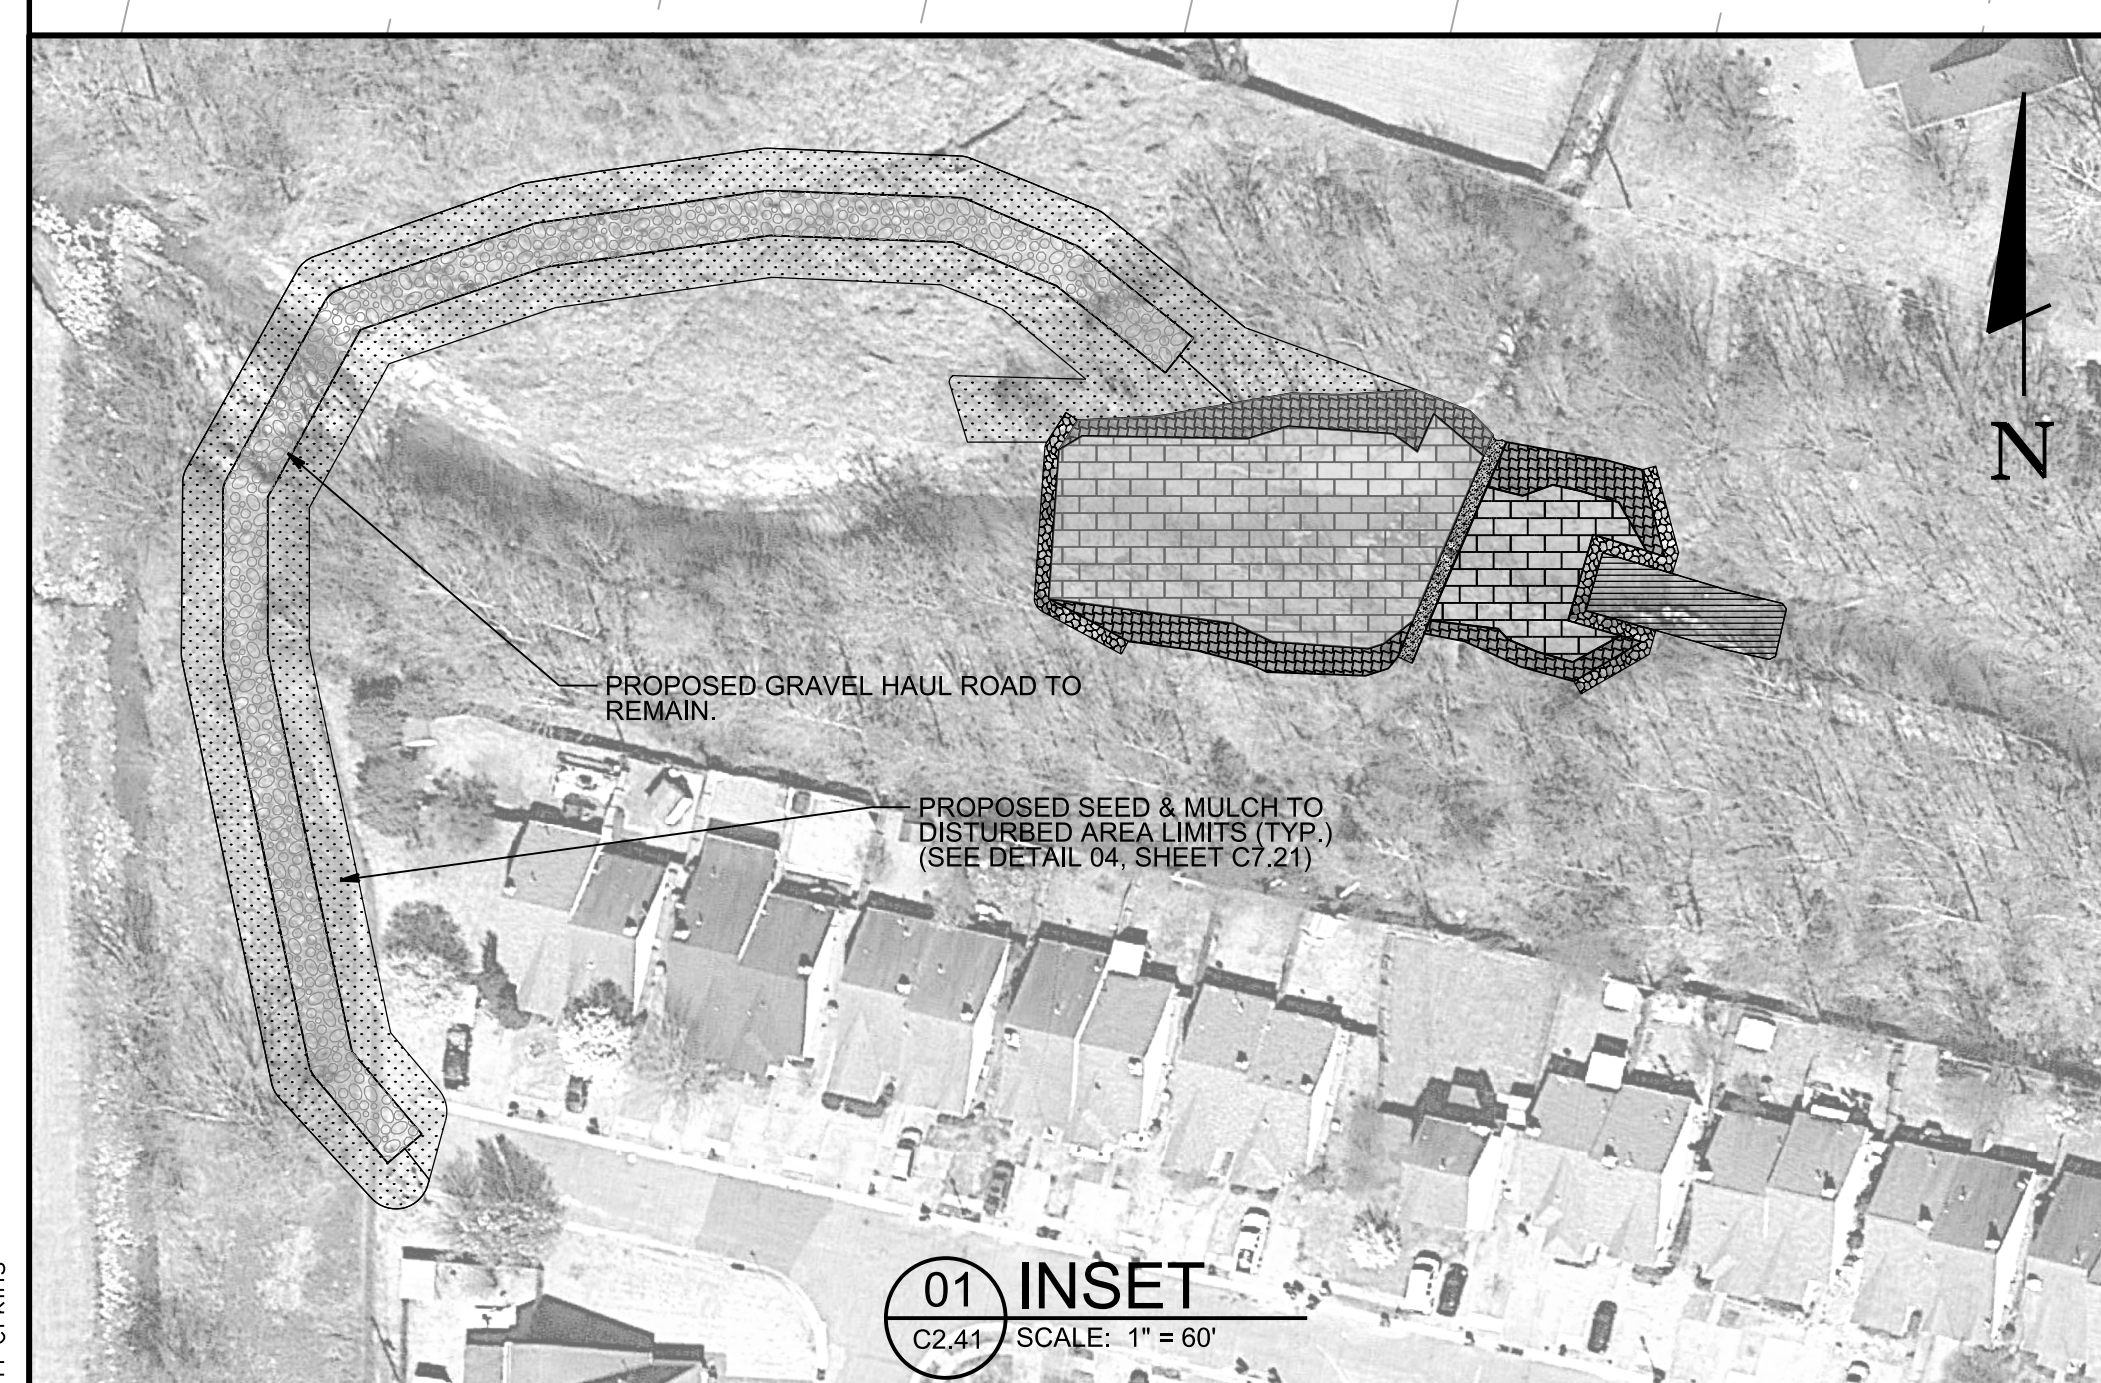 N
PROPOSED GRAVEL HAUL ROAD TO
REMAIN.
PROPOSED SEED & MULCH TO
DISTURBED AREA LIMITS (TYP.)
(SEE DETAIL 04, SHEET C7.21)
01 INSET
C2.41 SCALE: 1" = 60'